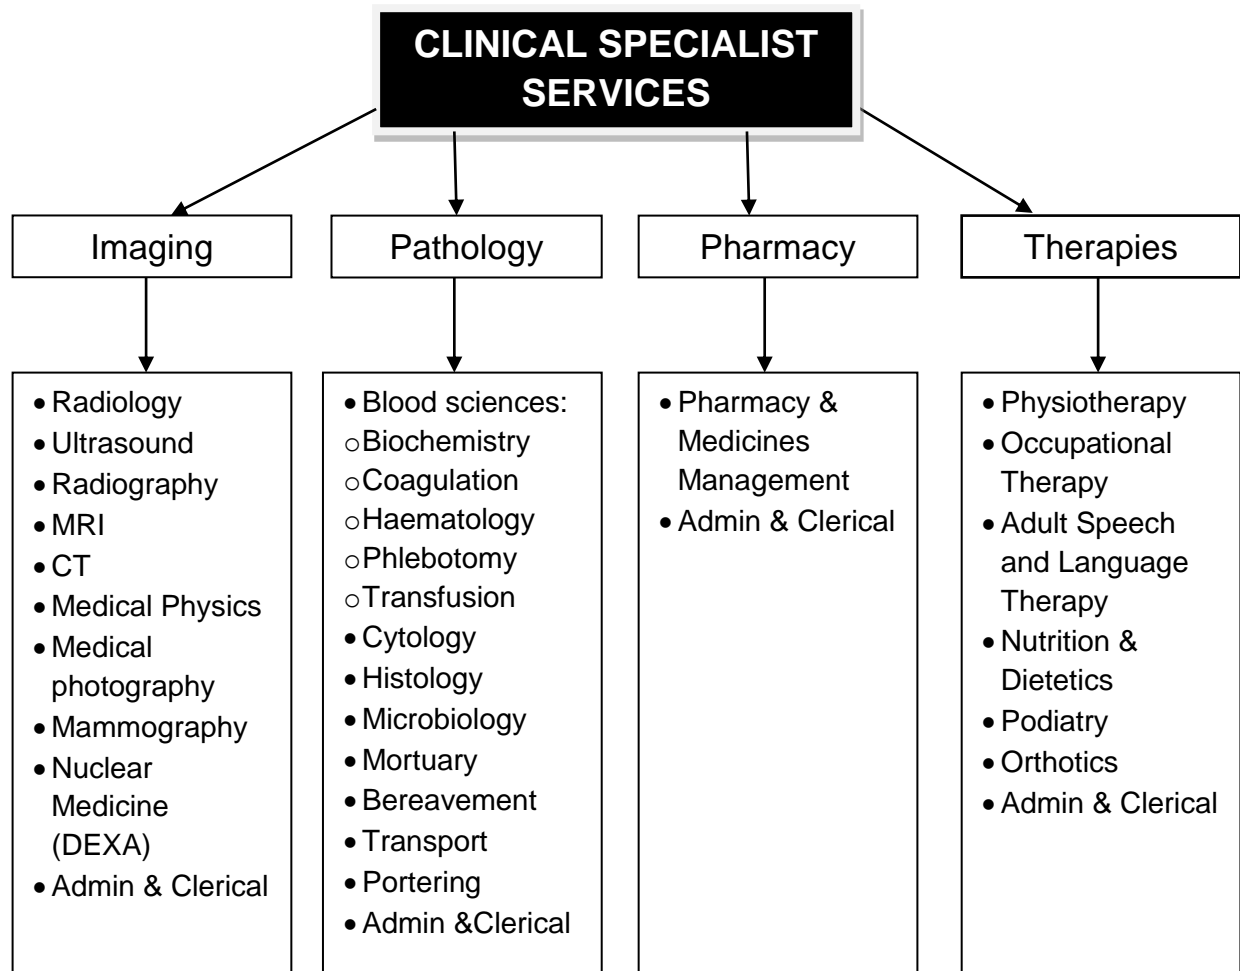 CLINICAL SPECIALIST
SERVICES
Imaging
Pathology
Pharmacy
Therapies
• Radiology
• Ultrasound
• Radiography
• MRI
• CT
• Medical Physics
• Medical
photography
• Mammography
• Nuclear
Medicine
(DEXA)
• Admin & Clerical
• Blood sciences:
○ Biochemistry
○ Coagulation
○ Haematology
○ Phlebotomy
○ Transfusion
• Cytology
• Histology
• Microbiology
• Mortuary
• Bereavement
• Transport
• Portering
• Admin &Clerical
• Pharmacy &
Medicines
Management
• Admin & Clerical
• Physiotherapy
• Occupational
Therapy
• Adult Speech
and Language
Therapy
• Nutrition &
Dietetics
• Podiatry
• Orthotics
• Admin & Clerical